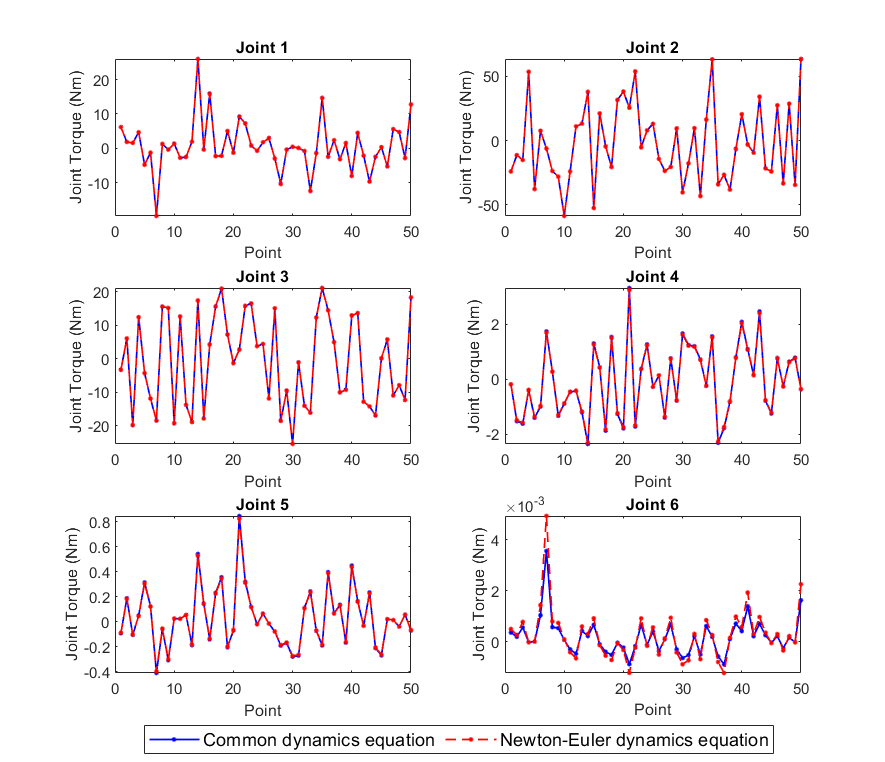 Joint 1
Joint Torque (Nm)
20
10
0
-10
0 10 20 30 40 50
Point
Joint 2
Joint Torque (Nm)
50
0
-50
0 10 20 30 40 50
Point
Joint 3
Joint Torque (Nm)
20
10
0
-10
-20
0 10 20 30 40 50
Point
Joint 4
Joint Torque (Nm)
2
0
-2
0 10 20 30 40 50
Point
Joint 5
Joint Torque (Nm)
0.8
0.6
0.4
0.2
0
-0.2
-0.4
0 10 20 30 40 50
Point
Joint 6
×10-3
Joint Torque (Nm)
4
2
0
0 10 20 30 40 50
Point
Common dynamics equation Newton-Euler dynamics equation